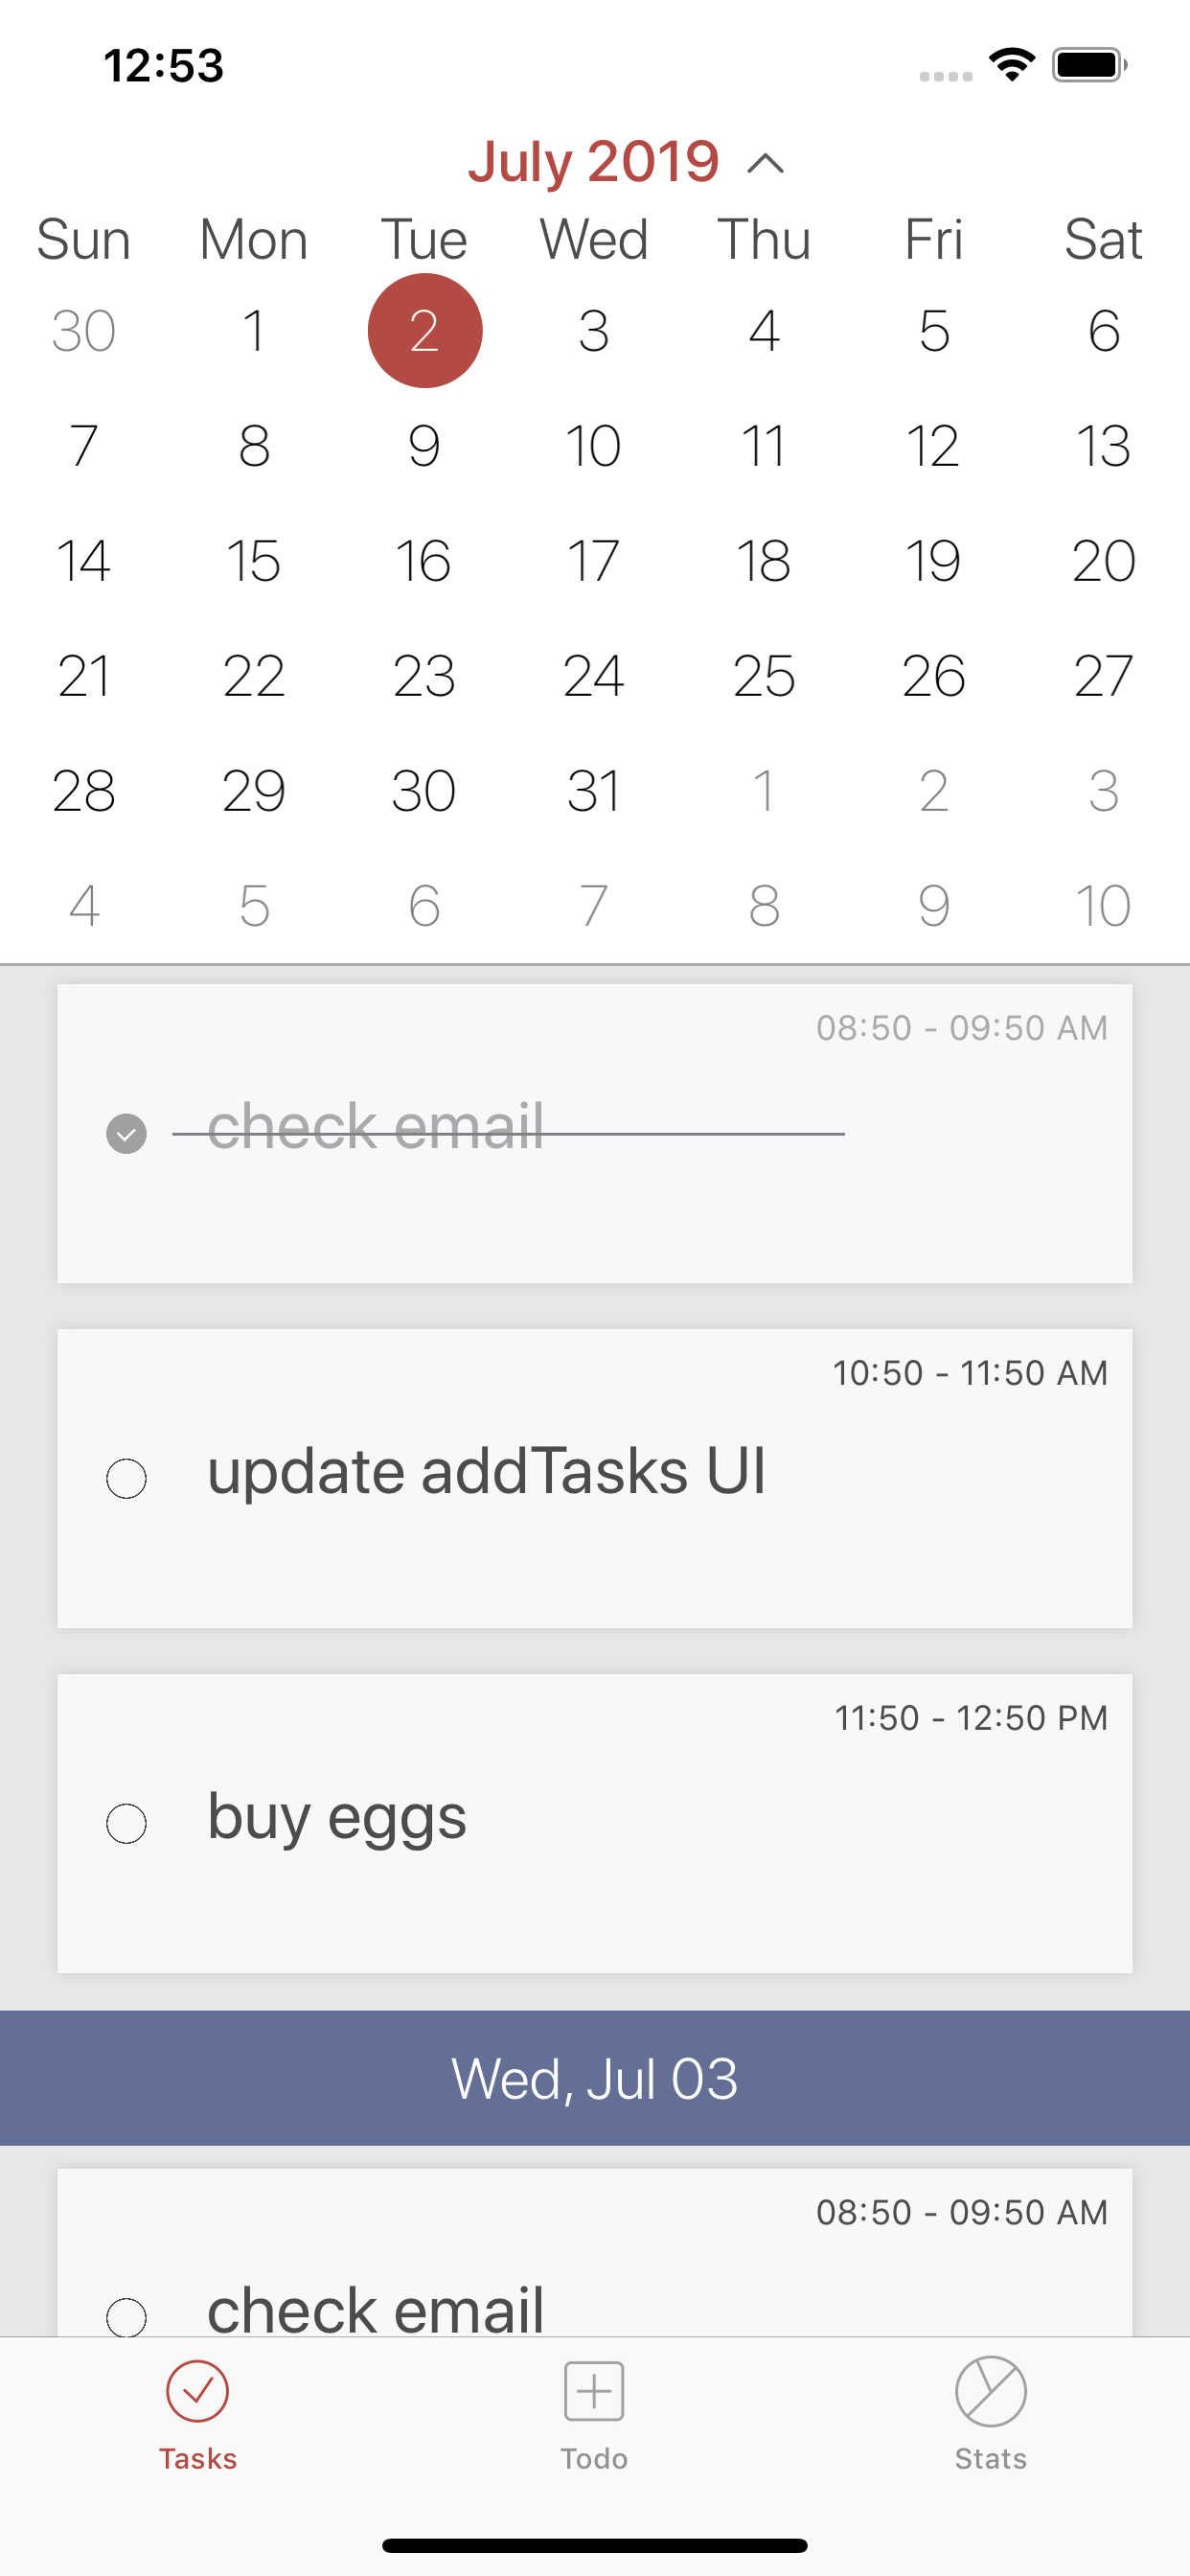 12:53
July 2019
Sun Mon Tue Wed Thu Fri Sat
30 1 2 3 4 5 6
7 8 9 10 11 12 13
14 15 16 17 18 19 20
21 22 23 24 25 26 27
28 29 30 31 1 2 3
4 5 6 7 8 9 10
08:50 - 09:50 AM
check email
10:50 - 11:50 AM
update addTasks UI
11:50 - 12:50 PM
buy eggs
Wed, Jul 03
08:50 - 09:50 AM
check email
Tasks Todo Stats